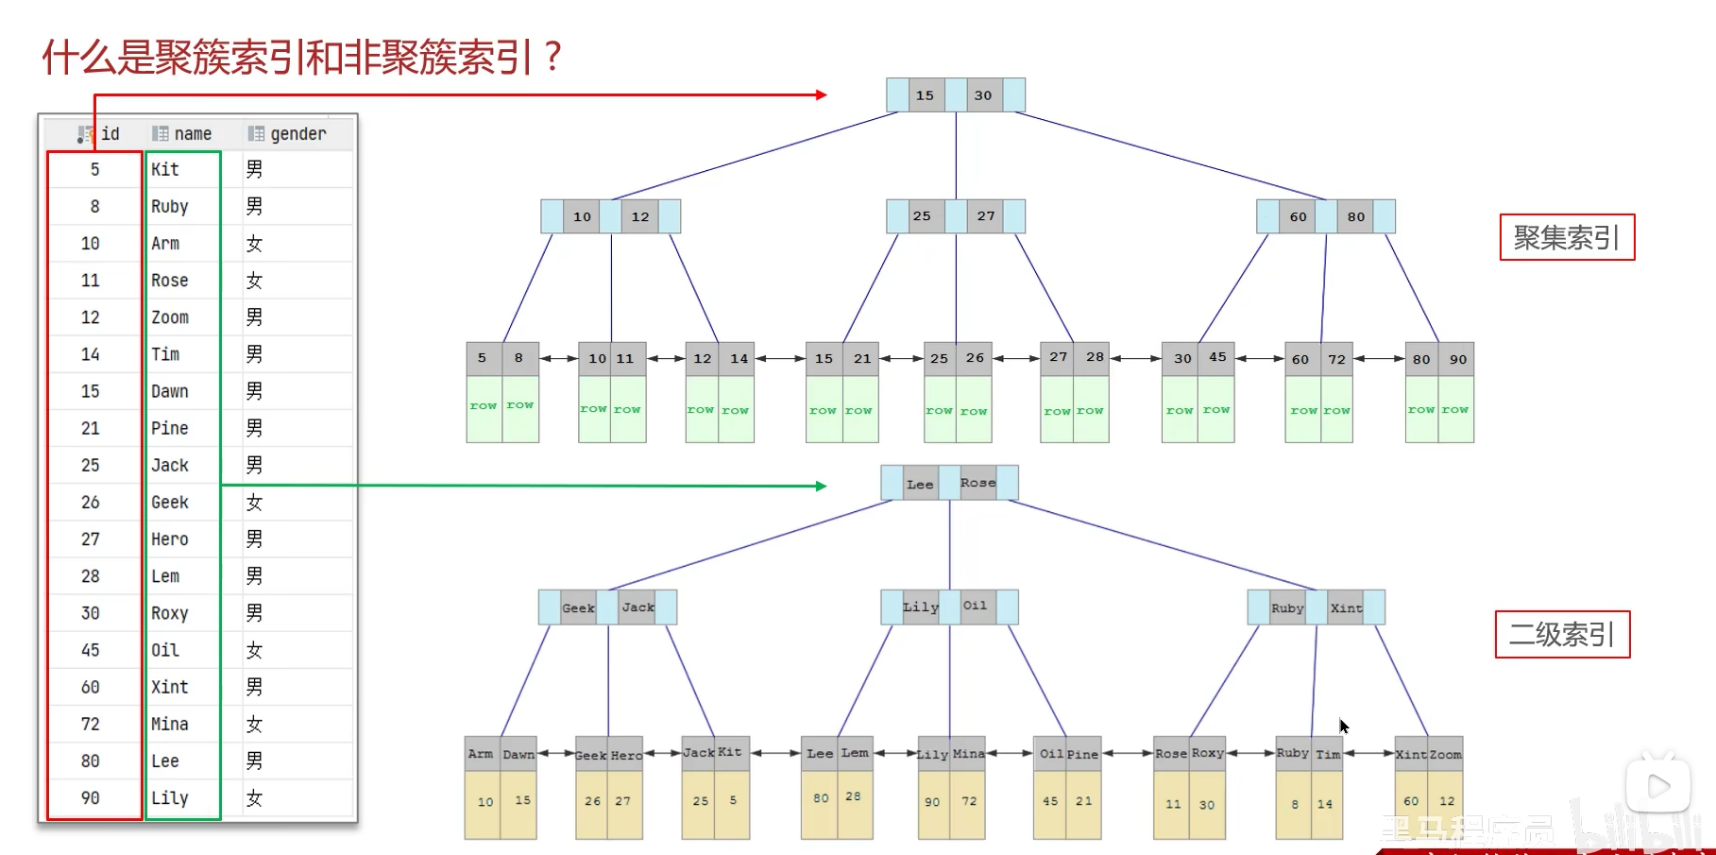 什么是聚簇索引和非聚簇索引？
id name gender
5 Kit 男
8 Ruby 男
10 Arm 女
11 Rose 女
12 Zoom 男
14 Tim 男
15 Dawn 男
21 Pine 男
25 Jack 男
26 Geek 女
27 Hero 男
28 Lem 男
30 Roxy 男
45 Oil 女
60 Xint 男
72 Mina 女
80 Lee 男
90 Lily 女
15 30
10 12 25 27 60 80
聚集索引
5 8 10 11 12 14 15 21 25 26 27 28 30 45 60 72 80 90
row row row row row row row row row row row row row row row row row row
Lee Rose
Geek Jack Lily Oil Ruby Xint
二级索引
Arm Dawn Geek Hero Jack Kit Lee Lem Lily Mina Oil Pine Rose Roxy Ruby Tim Xint Zoom
10 15 26 27 25 5 80 28 90 72 45 21 11 30 8 14 60 12
黑马程序员 bilibili